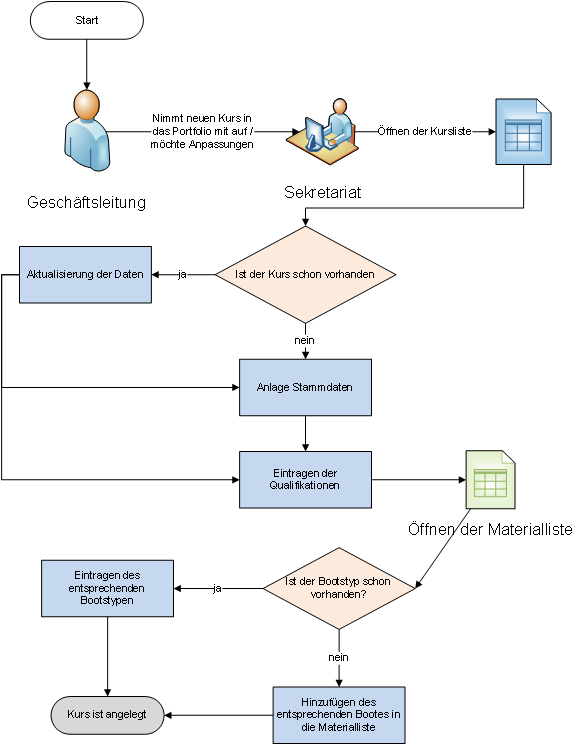 Start
Nimmt neuen Kurs in
das Portfolio mit auf /
möchte Anpassungen
Öffnen der Kursliste
Geschäftsleitung
Sekretariat
Aktualisierung der Daten
ja
Ist der Kurs schon vorhanden
nein
Anlage Stammdaten
Eintragen der
Qualifikationen
Öffnen der Materialliste
Eintragen des
entsprechenden
Bootstypen
ja
Ist der Bootstyp schon
vorhanden?
nein
Kurs ist angelegt
Hinzufügen des
entsprechenden Bootes in
die Materialliste